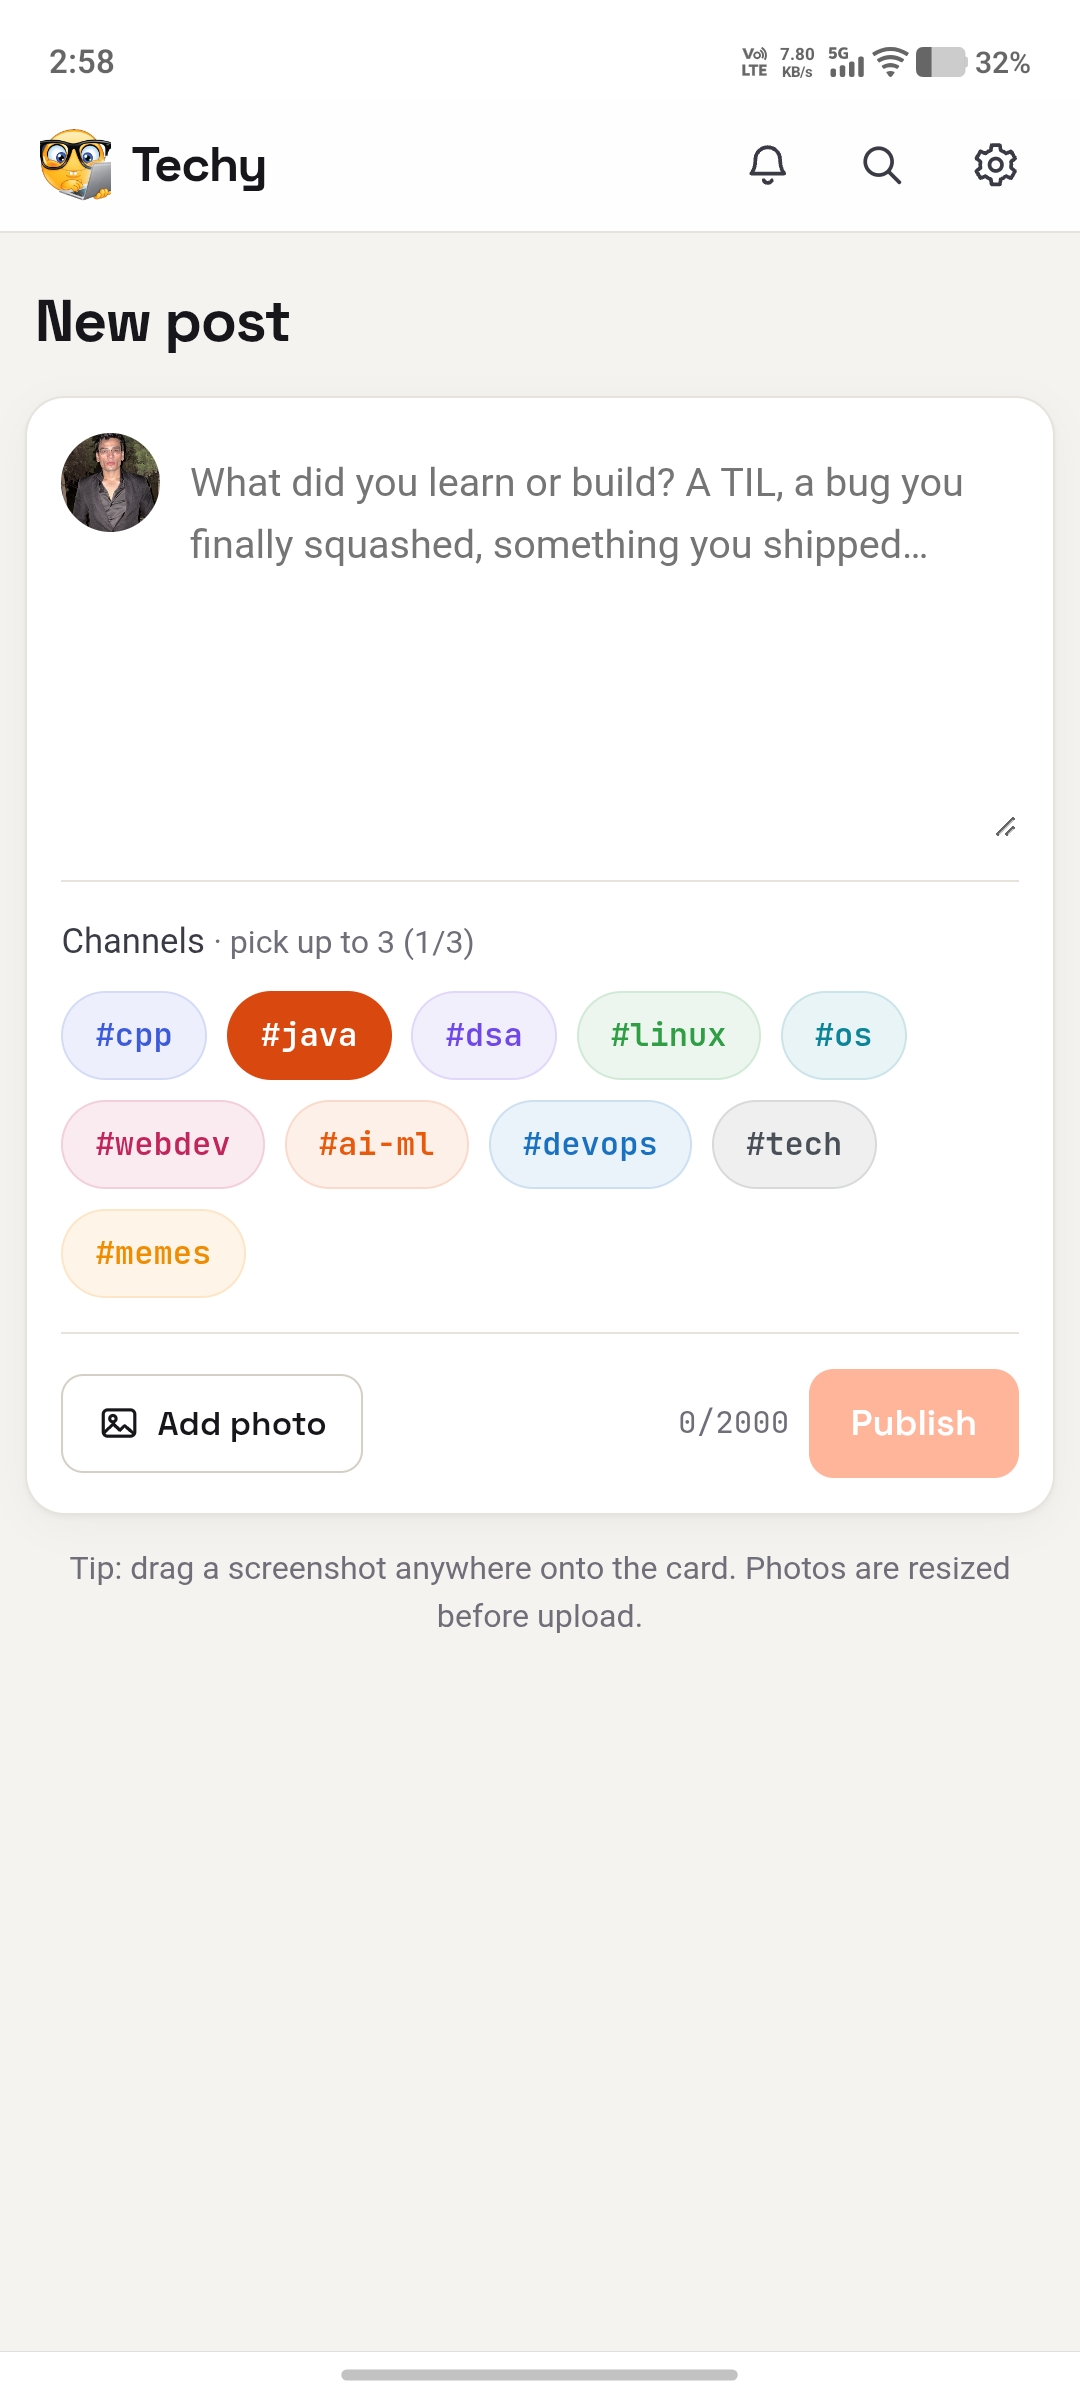 2:58
Vo)) LTE 7.80 KB/s 5G 32%
Techy
New post
What did you learn or build? A TIL, a bug you
finally squashed, something you shipped…
Channels · pick up to 3 (1/3)
#cpp #java #dsa #linux #os
#webdev #ai-ml #devops #tech
#memes
Add photo 0/2000 Publish
Tip: drag a screenshot anywhere onto the card. Photos are resized
before upload.